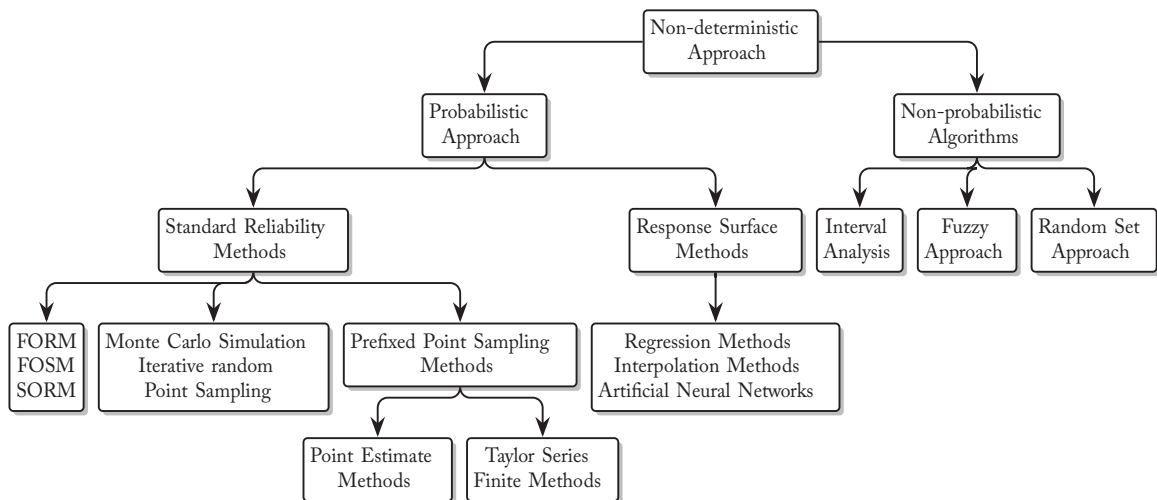 Non-deterministic
Approach
Probabilistic
Approach
Non-probabilistic
Algorithms
Standard Reliability
Methods
Response Surface
Methods
Interval
Analysis
Fuzzy
Approach
Random Set
Approach
FORM
FOSM
SORM
Monte Carlo Simulation
Iterative random
Point Sampling
Prefixed Point Sampling
Methods
Regression Methods
Interpolation Methods
Artificial Neural Networks
Point Estimate
Methods
Taylor Series
Finite Methods